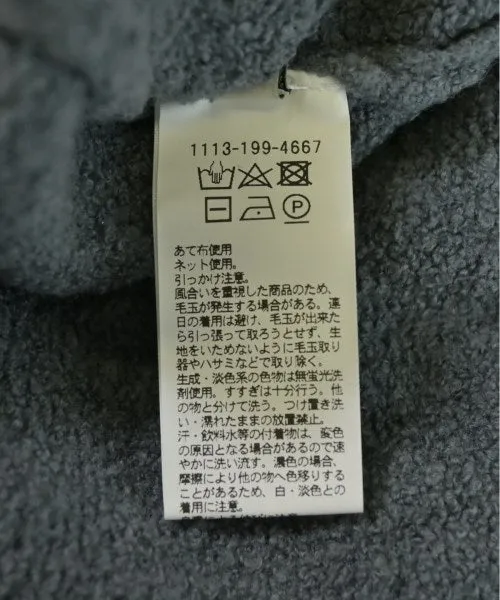 1113-199-4667
P
あて布使用
ネット使用。
引っかけ注意。
風合いを重視した商品のため、
毛玉が発生する場合がある。連
日の着用は避け、毛玉が出来た
ら引っ張って取ろうとせず、生
地をいためないように毛玉取り
器やハサミなどで取り除く。
生成・淡色系の色物は無蛍光洗
剤使用。すすぎは十分行う。他
の物と分けて洗う。つけ置き洗
い・濡れたままの放置禁止。
汗・飲料水等の付着物は、変色
の原因となる場合があるので速
やかに洗い流す。濃色の場合、
摩擦により他の物へ色移りする
ことがあるため、白・淡色との
着用に注意。